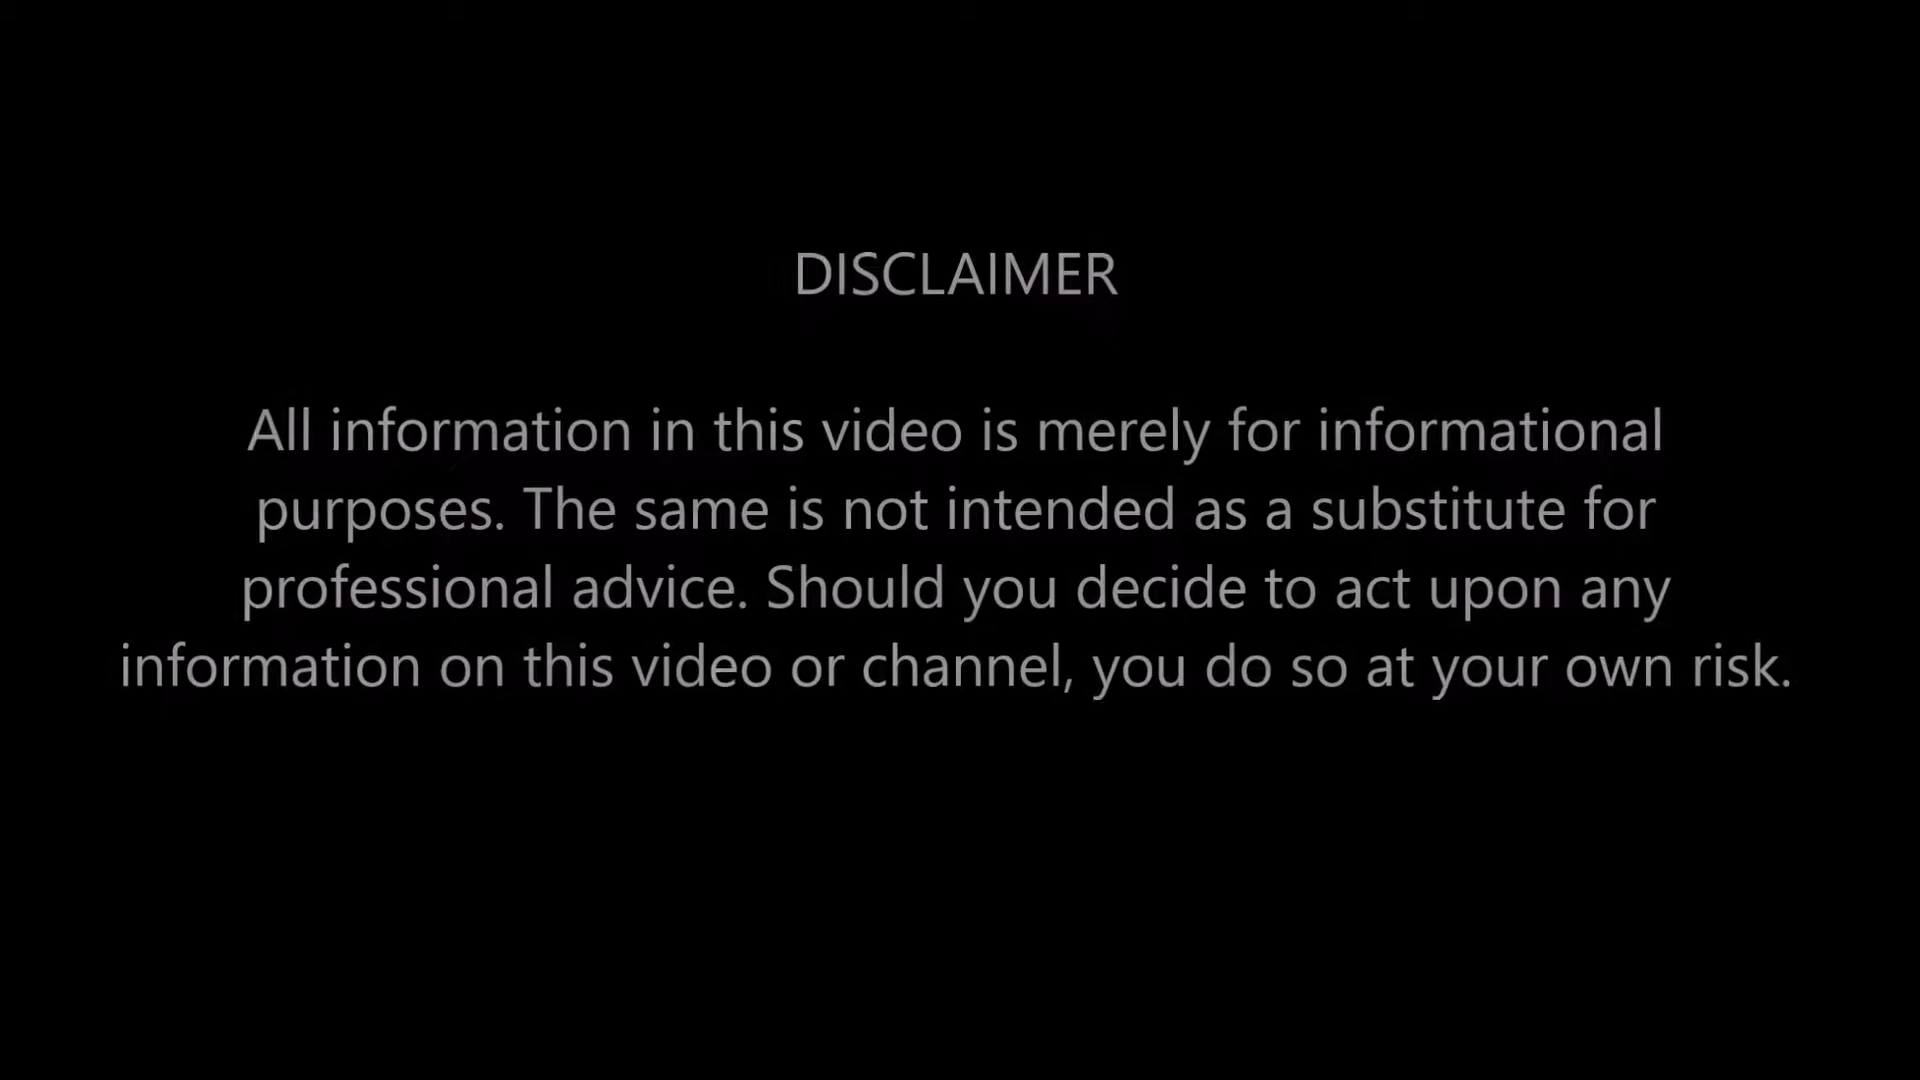 DISCLAIMER
All information in this video is merely for informational
purposes. The same is not intended as a substitute for
professional advice. Should you decide to act upon any
information on this video or channel, you do so at your own risk.